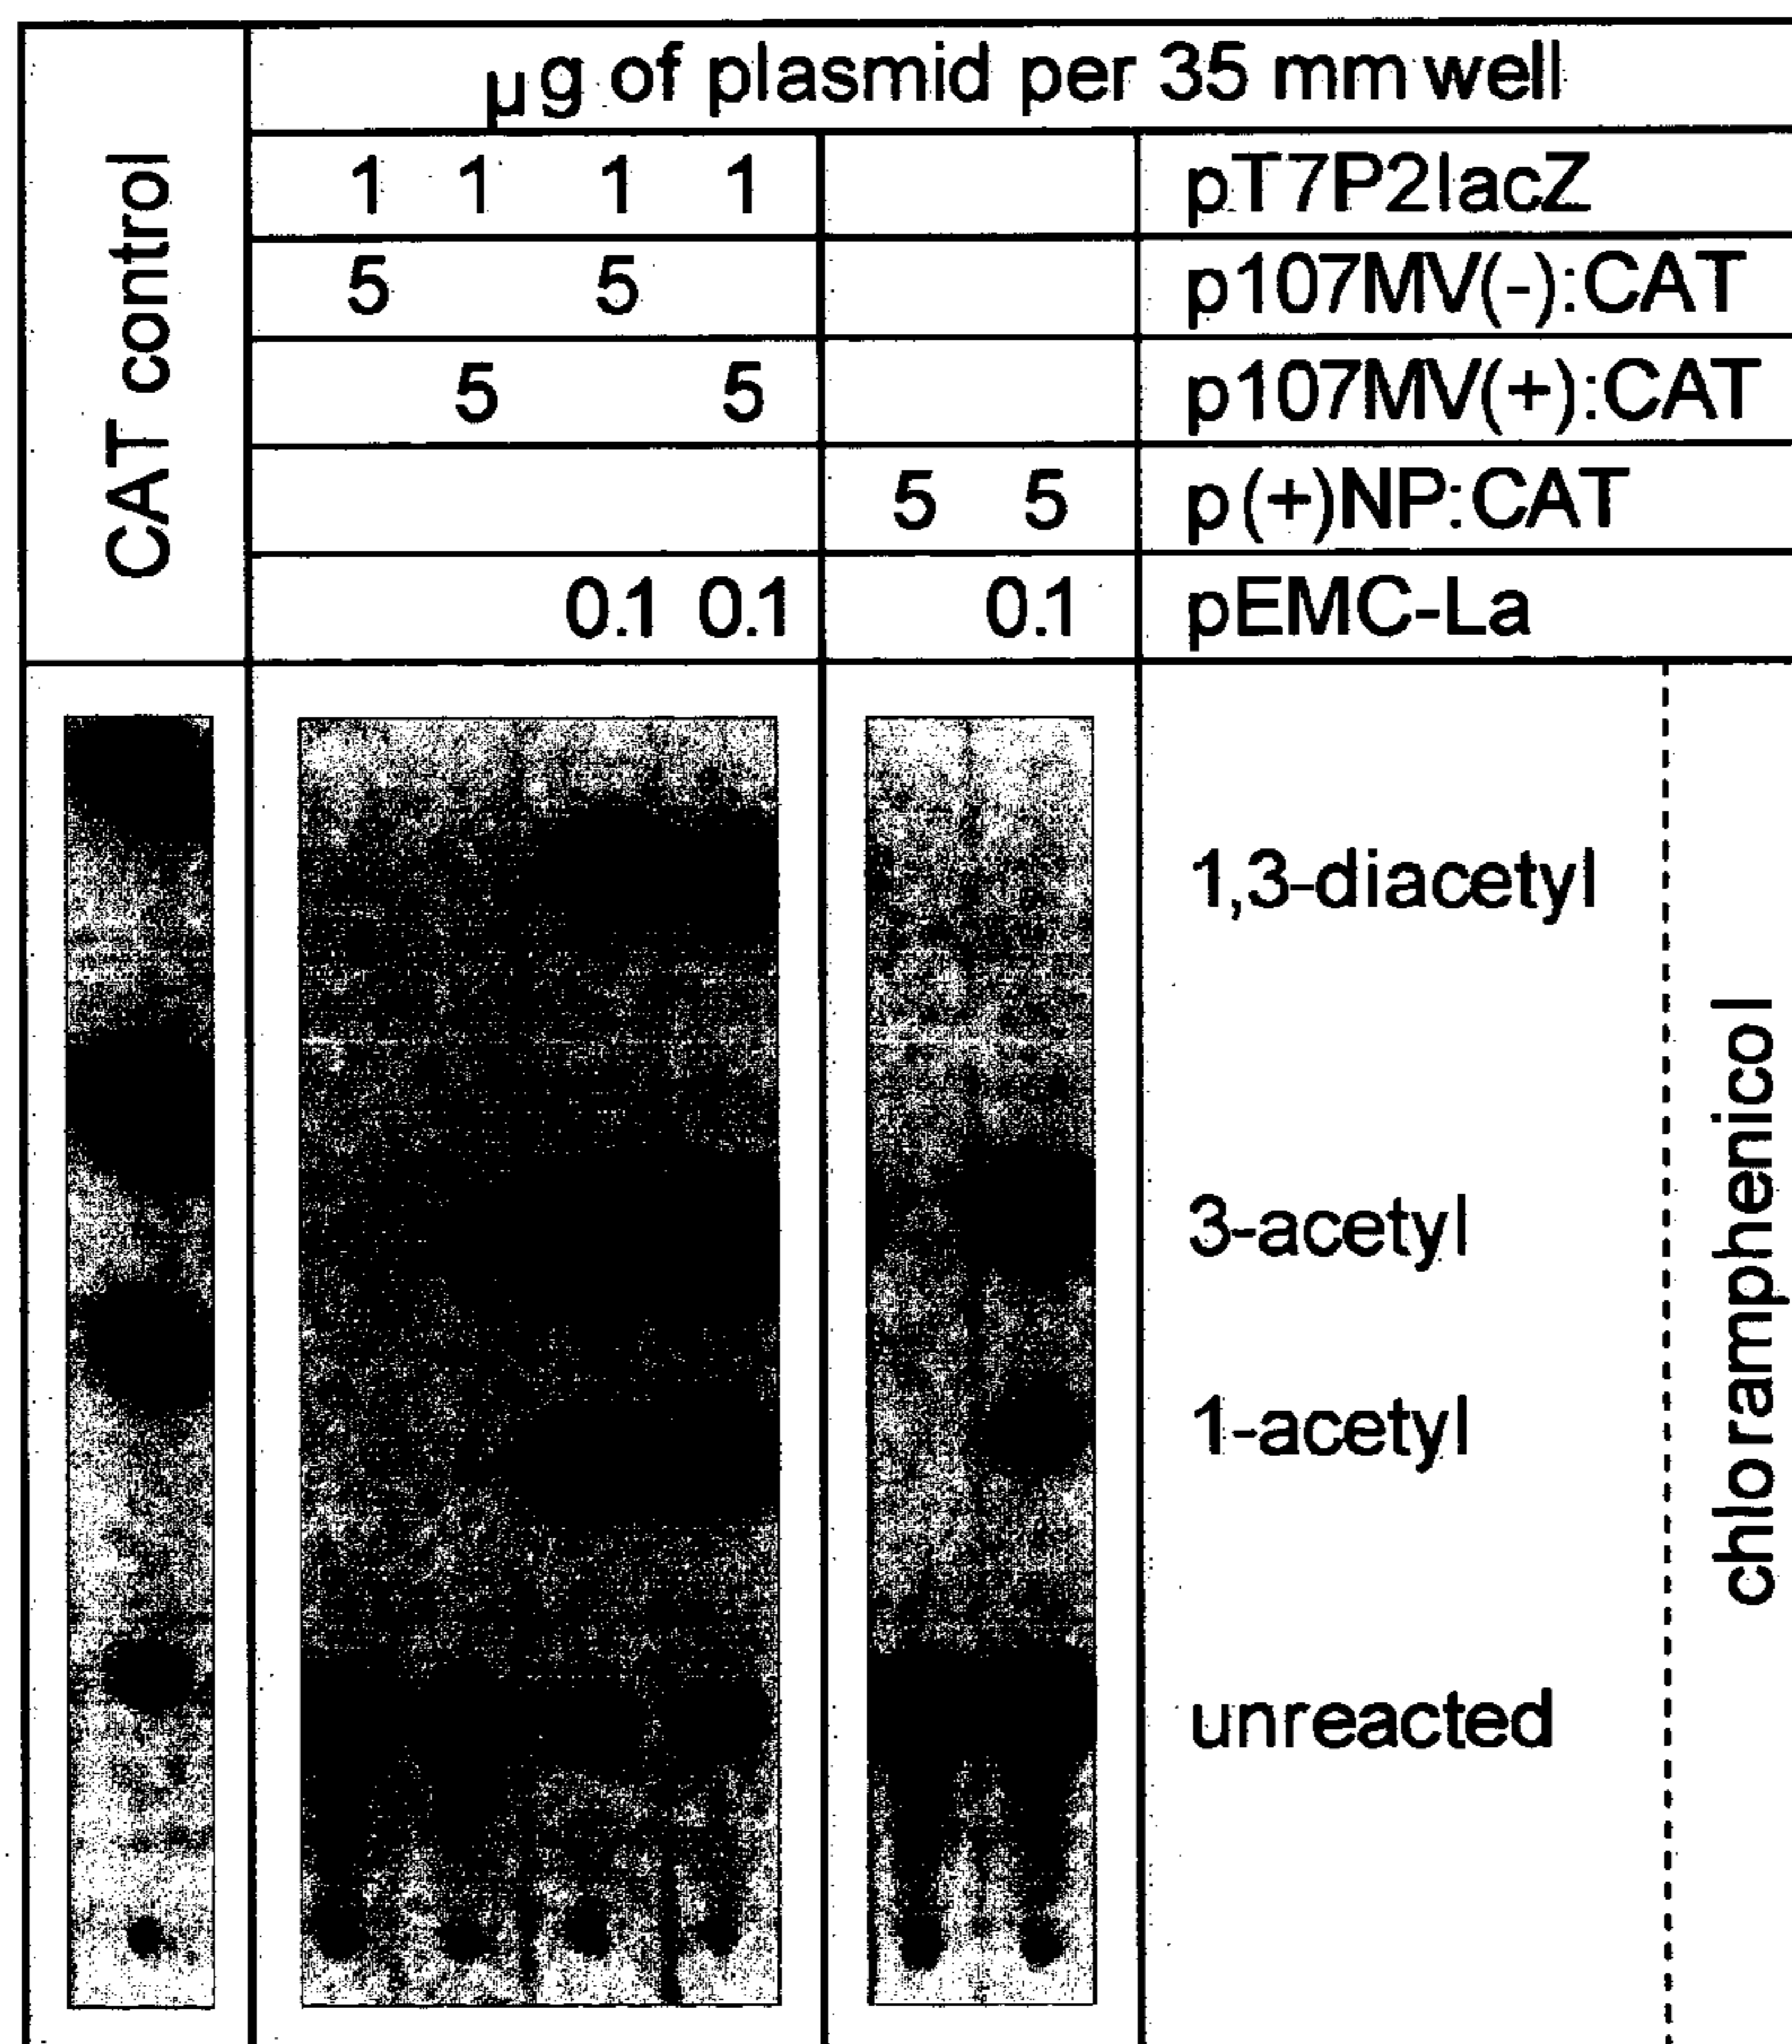 CAT control
µg of plasmid per 35 mm well
1 1 1 1 pT7P2lacZ
5 5 p107MV(-):CAT
5 5 p107MV(+):CAT
5 5 p(+)NP:CAT
0.1 0.1 0.1 pEMC-La
1,3-diacetyl
3-acetyl
1-acetyl
unreacted
chloramphenicol